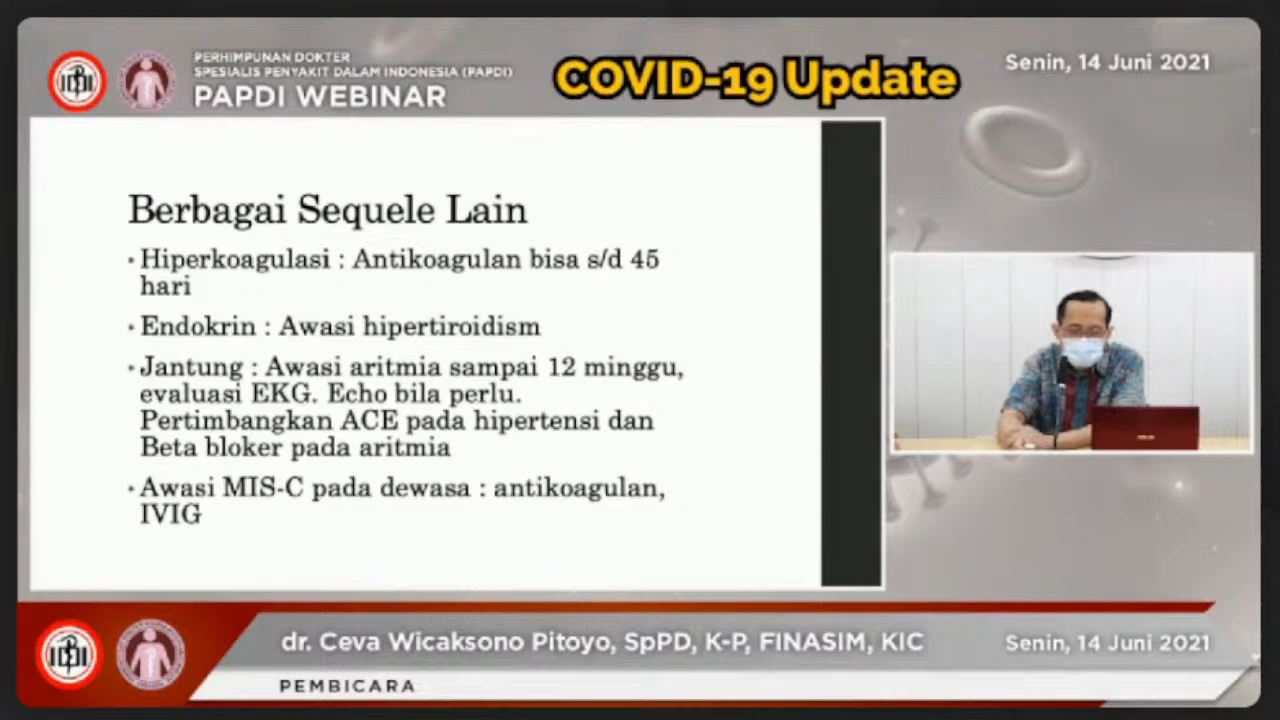 PERHIMPUNAN DOKTER
SPESIALIS PENYAKIT DALAM INDONESIA (PAPDI)
PAPDI WEBINAR
COVID-19 Update
Senin, 14 Juni 2021
Berbagai Sequele Lain
• Hiperkoagulasi : Antikoagulan bisa s/d 45
hari
• Endokrin : Awasi hipertiroidism
• Jantung : Awasi aritmia sampai 12 minggu,
evaluasi EKG. Echo bila perlu.
Pertimbangkan ACE pada hipertensi dan
Beta bloker pada aritmia
• Awasi MIS-C pada dewasa : antikoagulan,
IVIG
dr. Ceva Wicaksono Pitoyo, SpPD, K-P, FINASIM, KIC
Senin, 14 Juni 2021
PEMBICARA